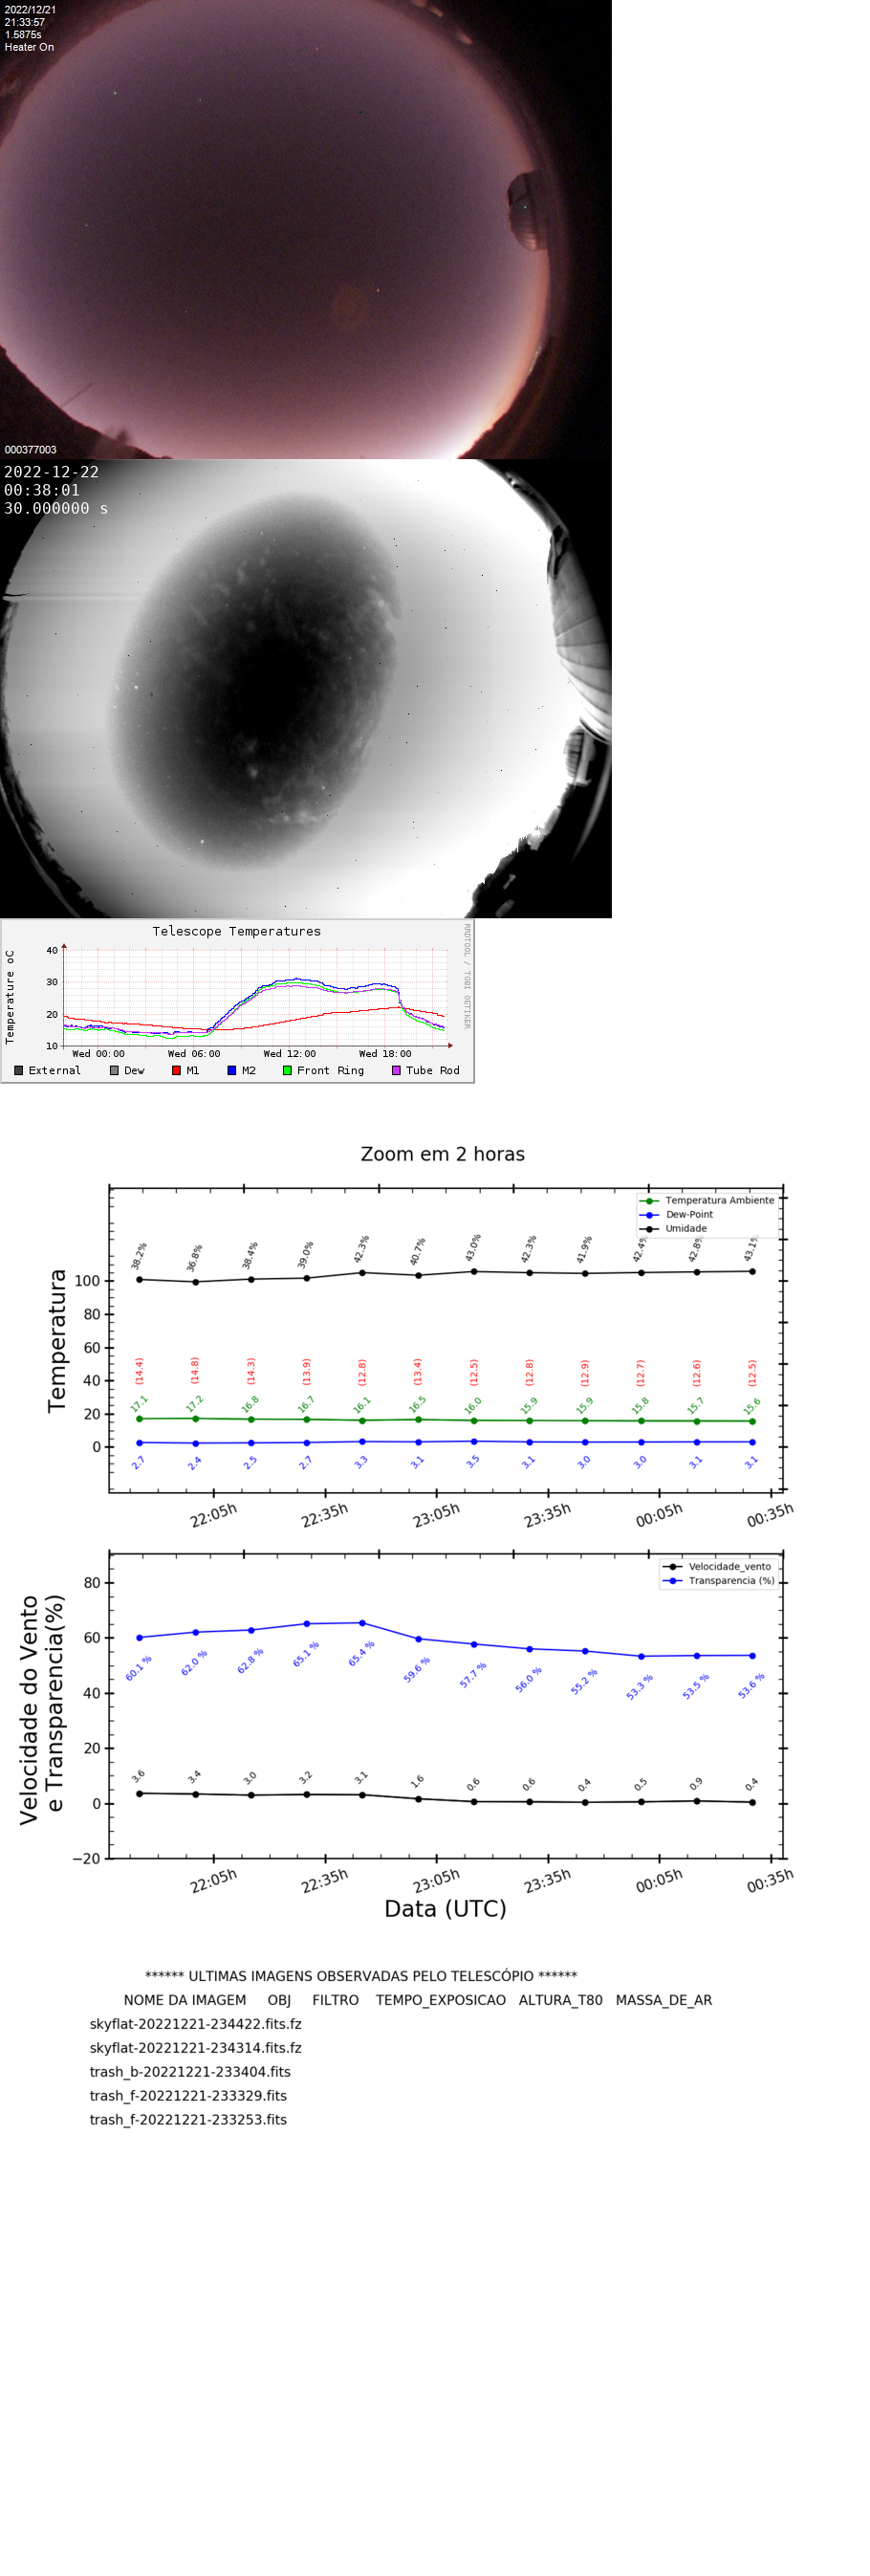 2022/12/21
21:33:57
1.5875s
Heater On
000377003
2022-12-22
00:38:01
30.000000 s
Telescope Temperatures
RRDTOOL / TOBI OETIKER
Temperature oC
40
30
20
10
Wed 00:00 Wed 06:00 Wed 12:00 Wed 18:00
External Dew M1 M2 Front Ring Tube Rod
Zoom em 2 horas
Temperatura Ambiente
Dew-Point
Umidade
38.2% 36.8% 38.4% 39.0% 42.3% 40.7% 43.0% 42.3% 41.9% 42.4% 42.8% 43.1%
Temperatura
100
80
60
40
20
0
(14.4) (14.8) (14.3) (13.9) (12.8) (13.4) (12.5) (12.8) (12.9) (12.7) (12.6) (12.5)
17.1 17.2 16.8 16.7 16.1 16.5 16.0 15.9 15.9 15.8 15.7 15.6
2.7 2.4 2.5 2.7 3.3 3.1 3.5 3.1 3.0 3.0 3.1 3.1
22:05h 22:35h 23:05h 23:35h 00:05h 00:35h
Velocidade_vento
Transparencia (%)
Velocidade do Vento
e Transparencia(%)
80
60
40
20
0
−20
60.1 % 62.0 % 62.8 % 65.1 % 65.4 % 59.6 % 57.7 % 56.0 % 55.2 % 53.3 % 53.5 % 53.6 %
3.6 3.4 3.0 3.2 3.1 1.6 0.6 0.6 0.4 0.5 0.9 0.4
22:05h 22:35h 23:05h 23:35h 00:05h 00:35h
Data (UTC)
****** ULTIMAS IMAGENS OBSERVADAS PELO TELESCÓPIO ******
NOME DA IMAGEM OBJ FILTRO TEMPO_EXPOSICAO ALTURA_T80 MASSA_DE_AR
skyflat-20221221-234422.fits.fz
skyflat-20221221-234314.fits.fz
trash_b-20221221-233404.fits
trash_f-20221221-233329.fits
trash_f-20221221-233253.fits